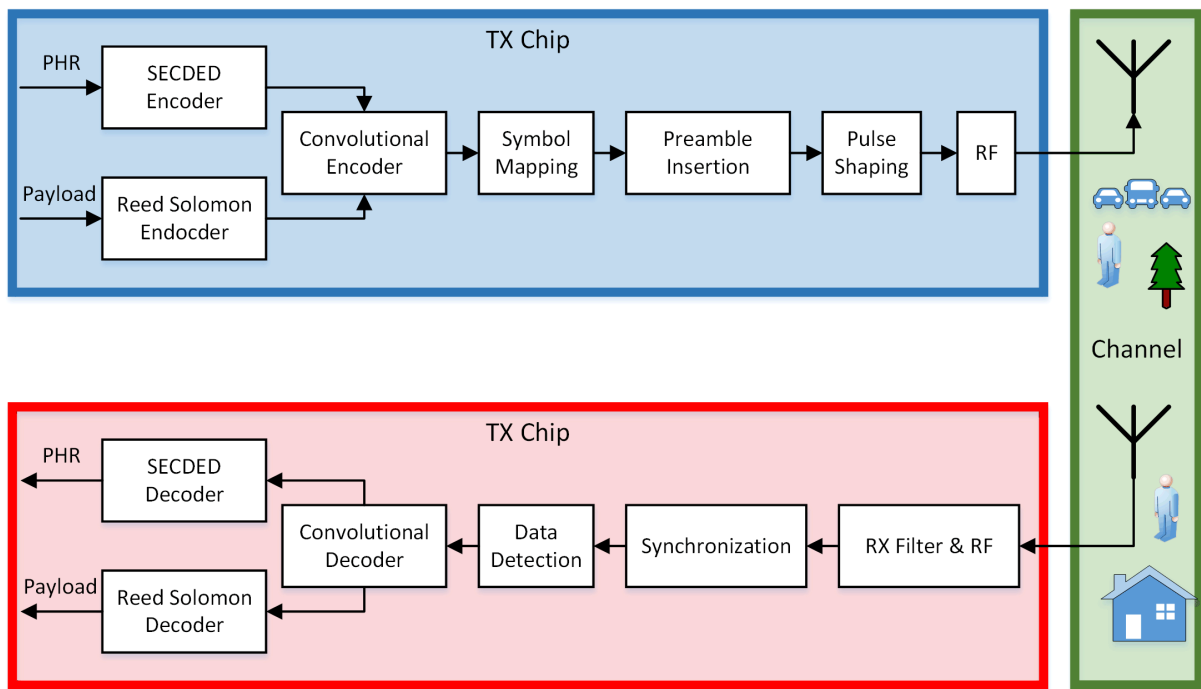 TX Chip
PHR
SECDED
Encoder
Convolutional
Encoder
Symbol
Mapping
Preamble
Insertion
Pulse
Shaping
RF
Payload
Reed Solomon
Endocder
Channel
TX Chip
PHR
SECDED
Decoder
Convolutional
Decoder
Data
Detection
Synchronization
RX Filter & RF
Payload
Reed Solomon
Decoder